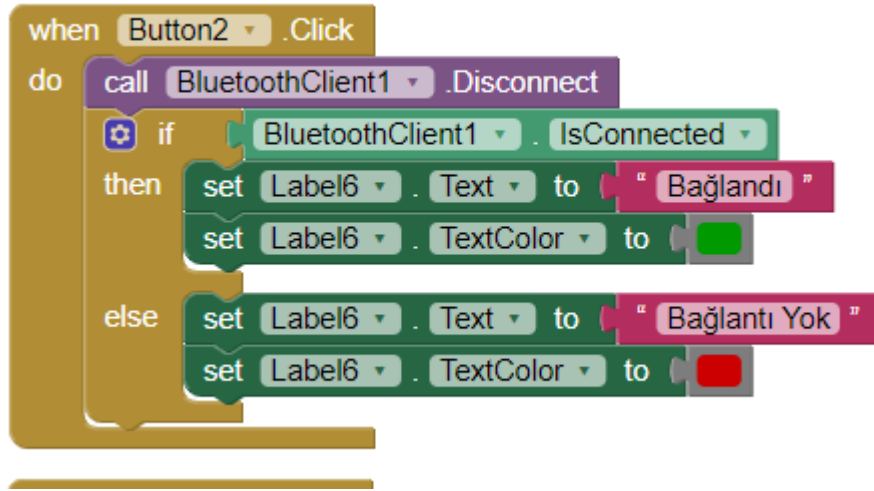 when Button2 .Click
do call BluetoothClient1 .Disconnect
if BluetoothClient1 . IsConnected
then set Label6 . Text to “ Bağlandı ”
set Label6 . TextColor to
else set Label6 . Text to “ Bağlantı Yok ”
set Label6 . TextColor to